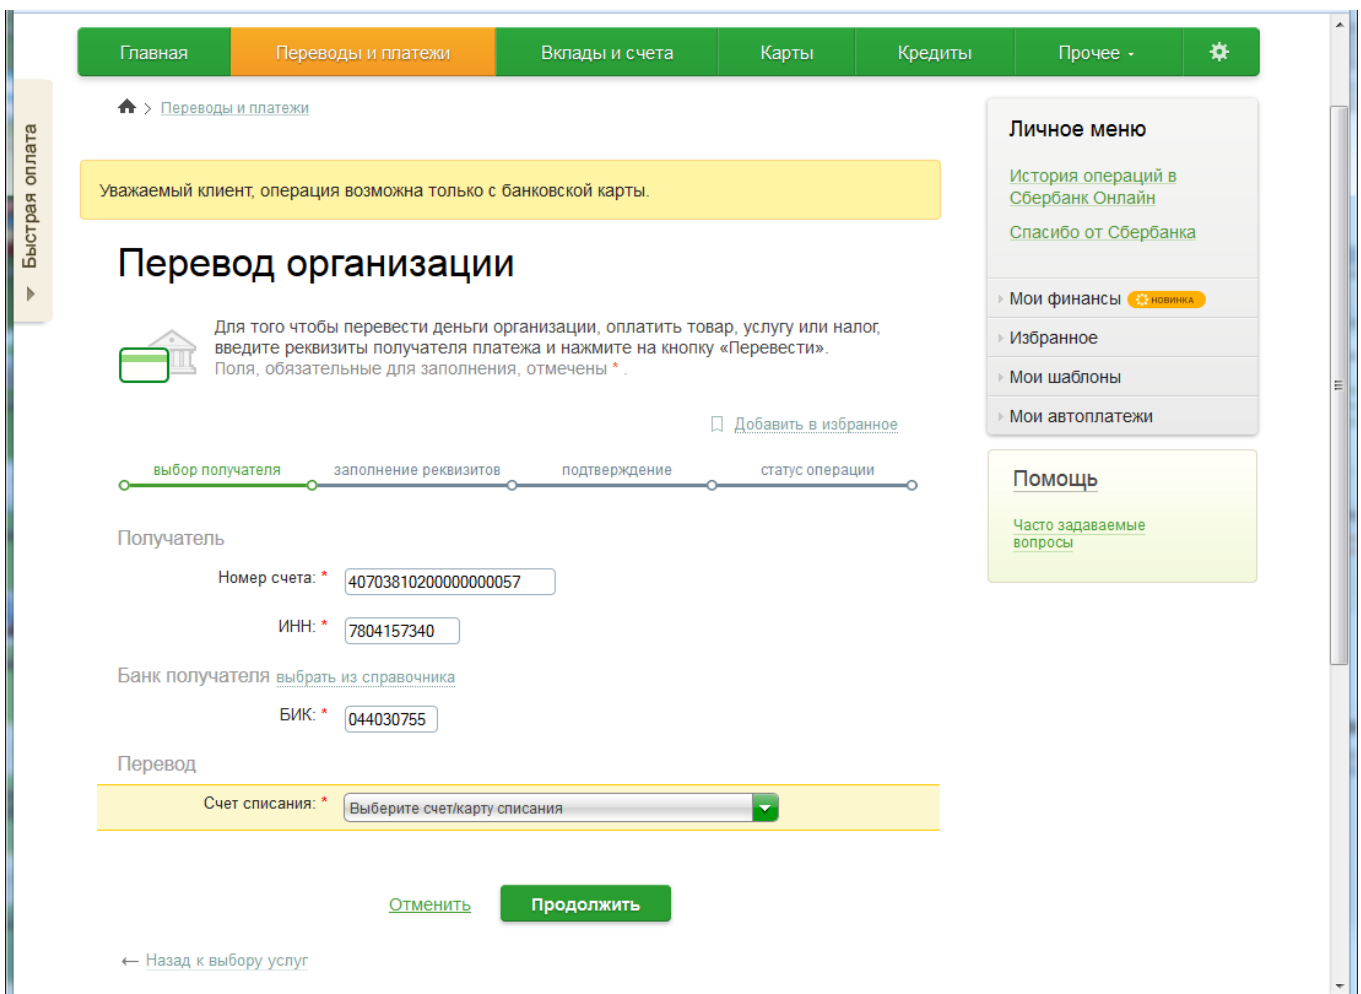 Главная
Переводы и платежи
Вклады и счета
Карты
Кредиты
Прочее
Быстрая оплата
> Переводы и платежи
Уважаемый клиент, операция возможна только с банковской карты.
Перевод организации
Для того чтобы перевести деньги организации, оплатить товар, услугу или налог,
введите реквизиты получателя платежа и нажмите на кнопку «Перевести».
Поля, обязательные для заполнения, отмечены * .
Добавить в избранное
выбор получателя
заполнение реквизитов
подтверждение
статус операции
Получатель
Номер счета: * 40703810200000000057
ИНН: * 7804157340
Банк получателя выбрать из справочника
БИК: * 044030755
Перевод
Счет списания: * Выберите счет/карту списания
Отменить
Продолжить
← Назад к выбору услуг
Личное меню
История операций в
Сбербанк Онлайн
Спасибо от Сбербанка
Мои финансы НОВИНКА
Избранное
Мои шаблоны
Мои автоплатежи
Помощь
Часто задаваемые
вопросы